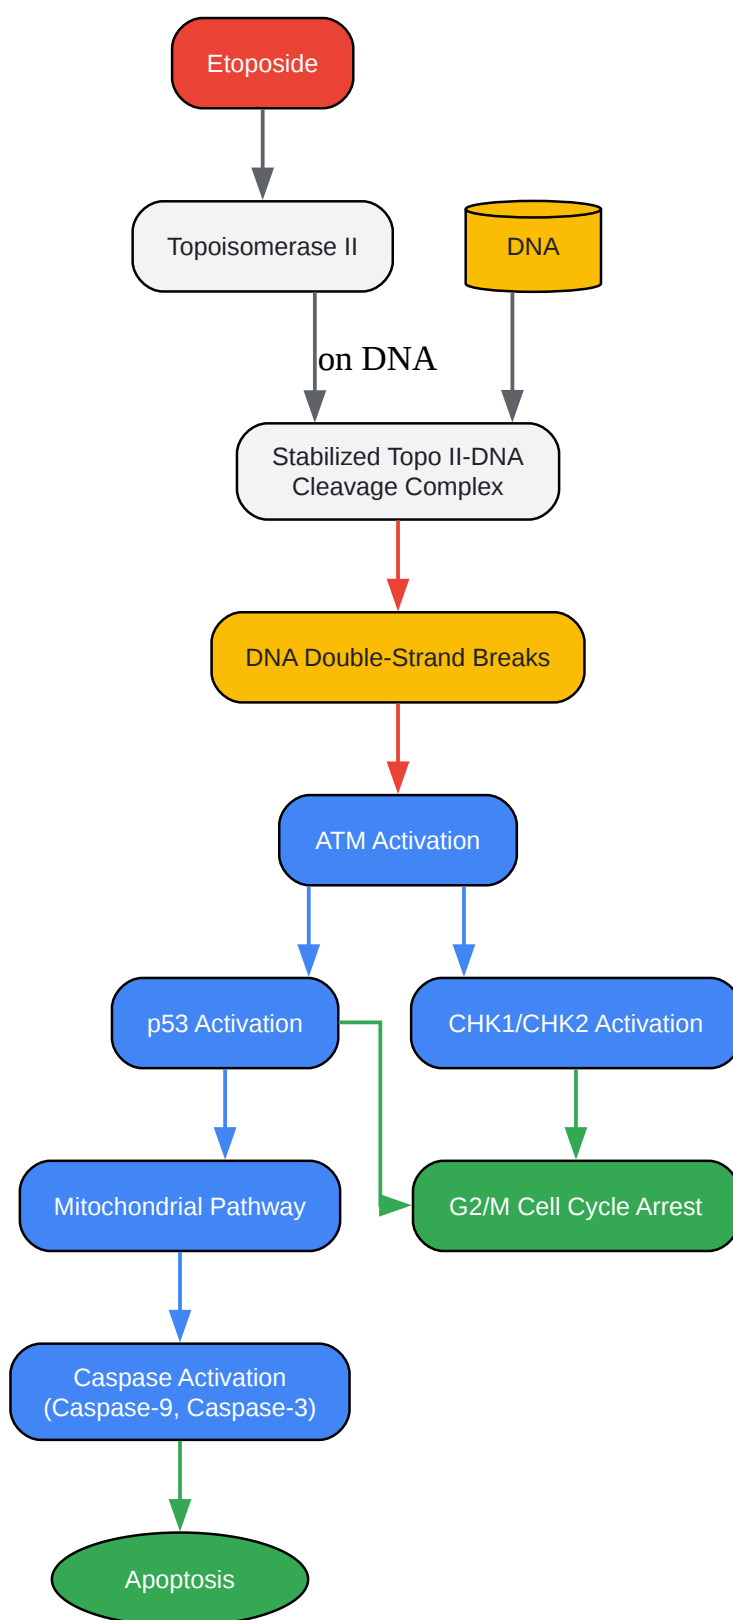 Etoposide
Topoisomerase II
DNA
on DNA
Stabilized Topo II-DNA
Cleavage Complex
DNA Double-Strand Breaks
ATM Activation
p53 Activation
CHK1/CHK2 Activation
Mitochondrial Pathway
G2/M Cell Cycle Arrest
Caspase Activation
(Caspase-9, Caspase-3)
Apoptosis